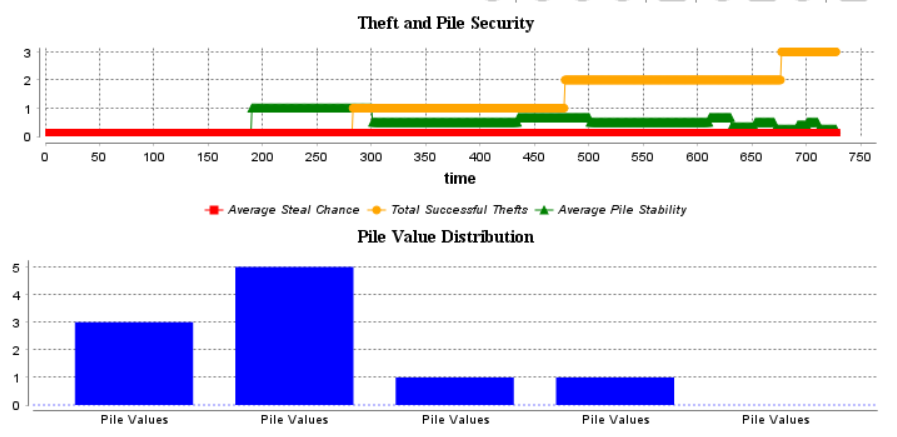 Theft and Pile Security
3
2
1
0
0 50 100 150 200 250 300 350 400 450 500 550 600 650 700 750
time
Average Steal Chance Total Successful Thefts Average Pile Stability
Pile Value Distribution
5
4
3
2
1
0
Pile Values Pile Values Pile Values Pile Values Pile Values